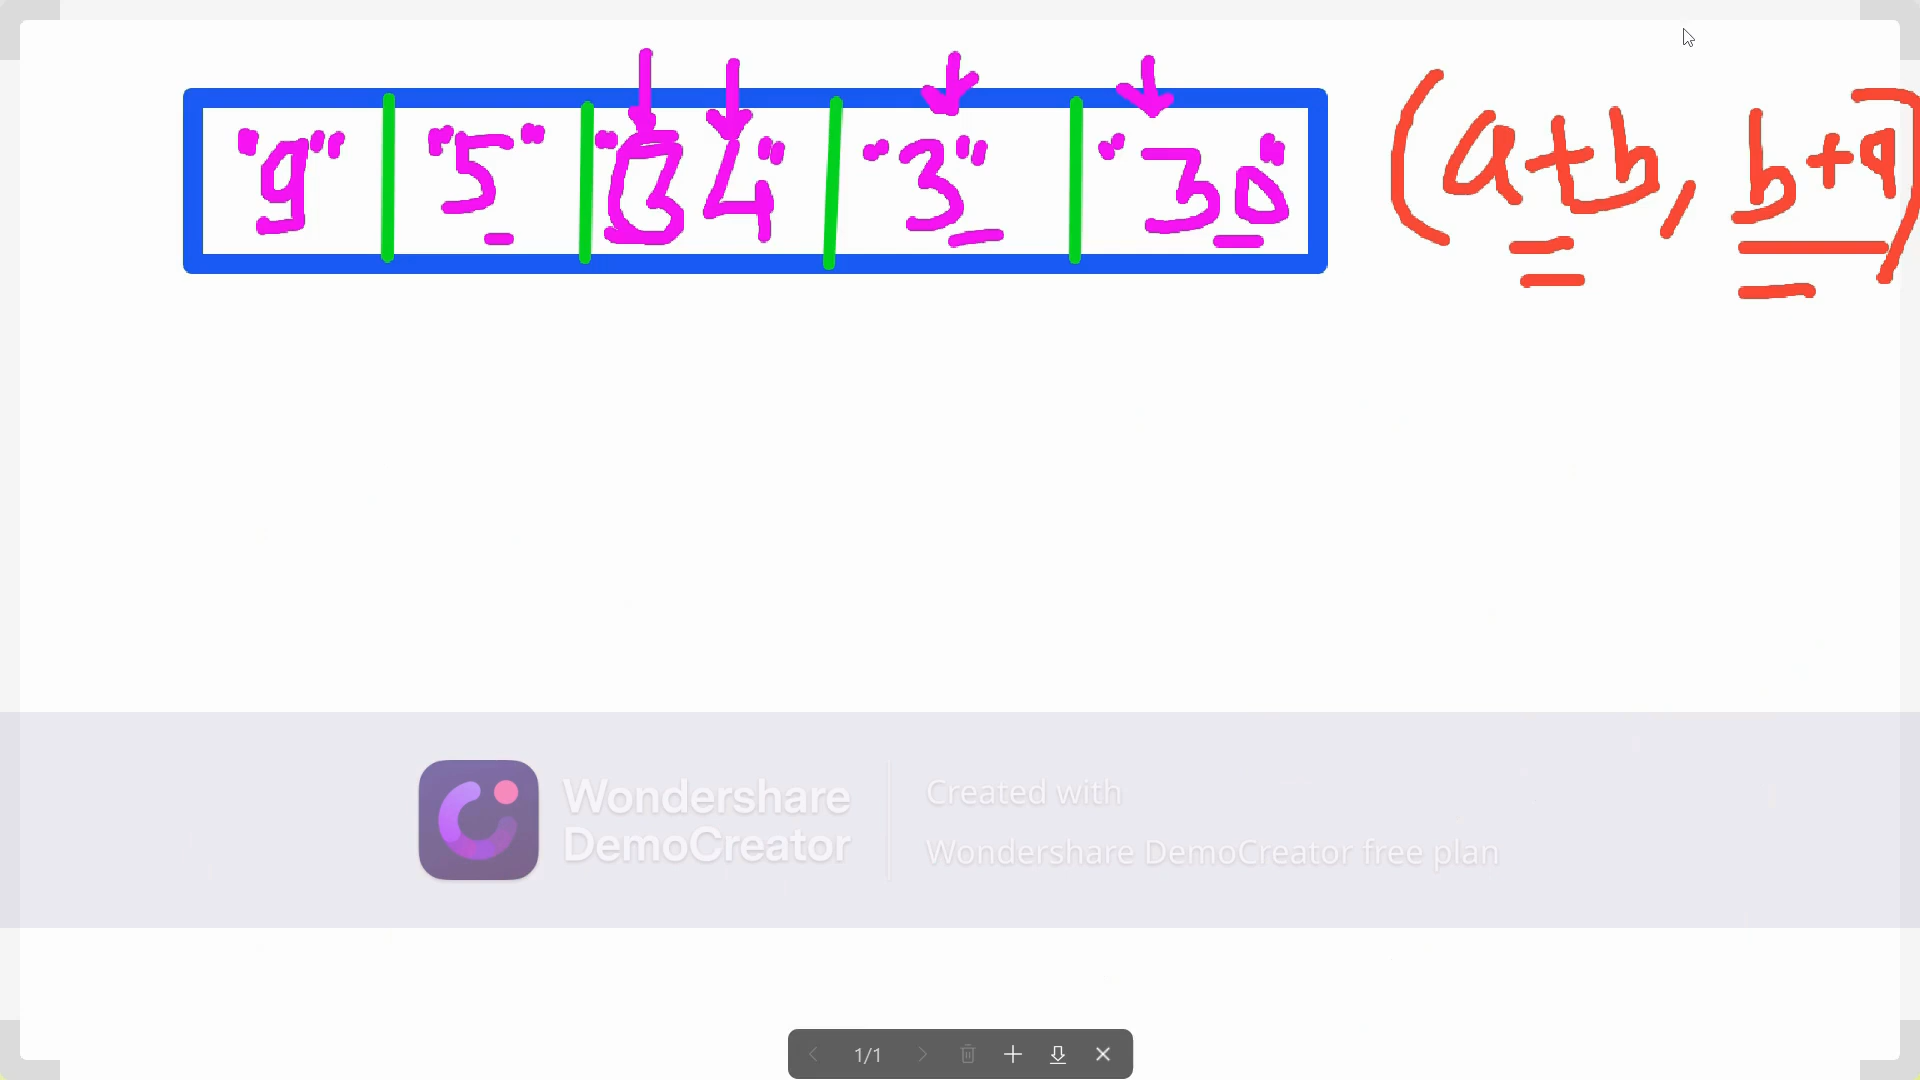 "9" "5" "34 " "3" "30" (a+b, b+a)
Wondershare
DemoCreator
Created with
Wondershare DemoCreator free plan
1/1